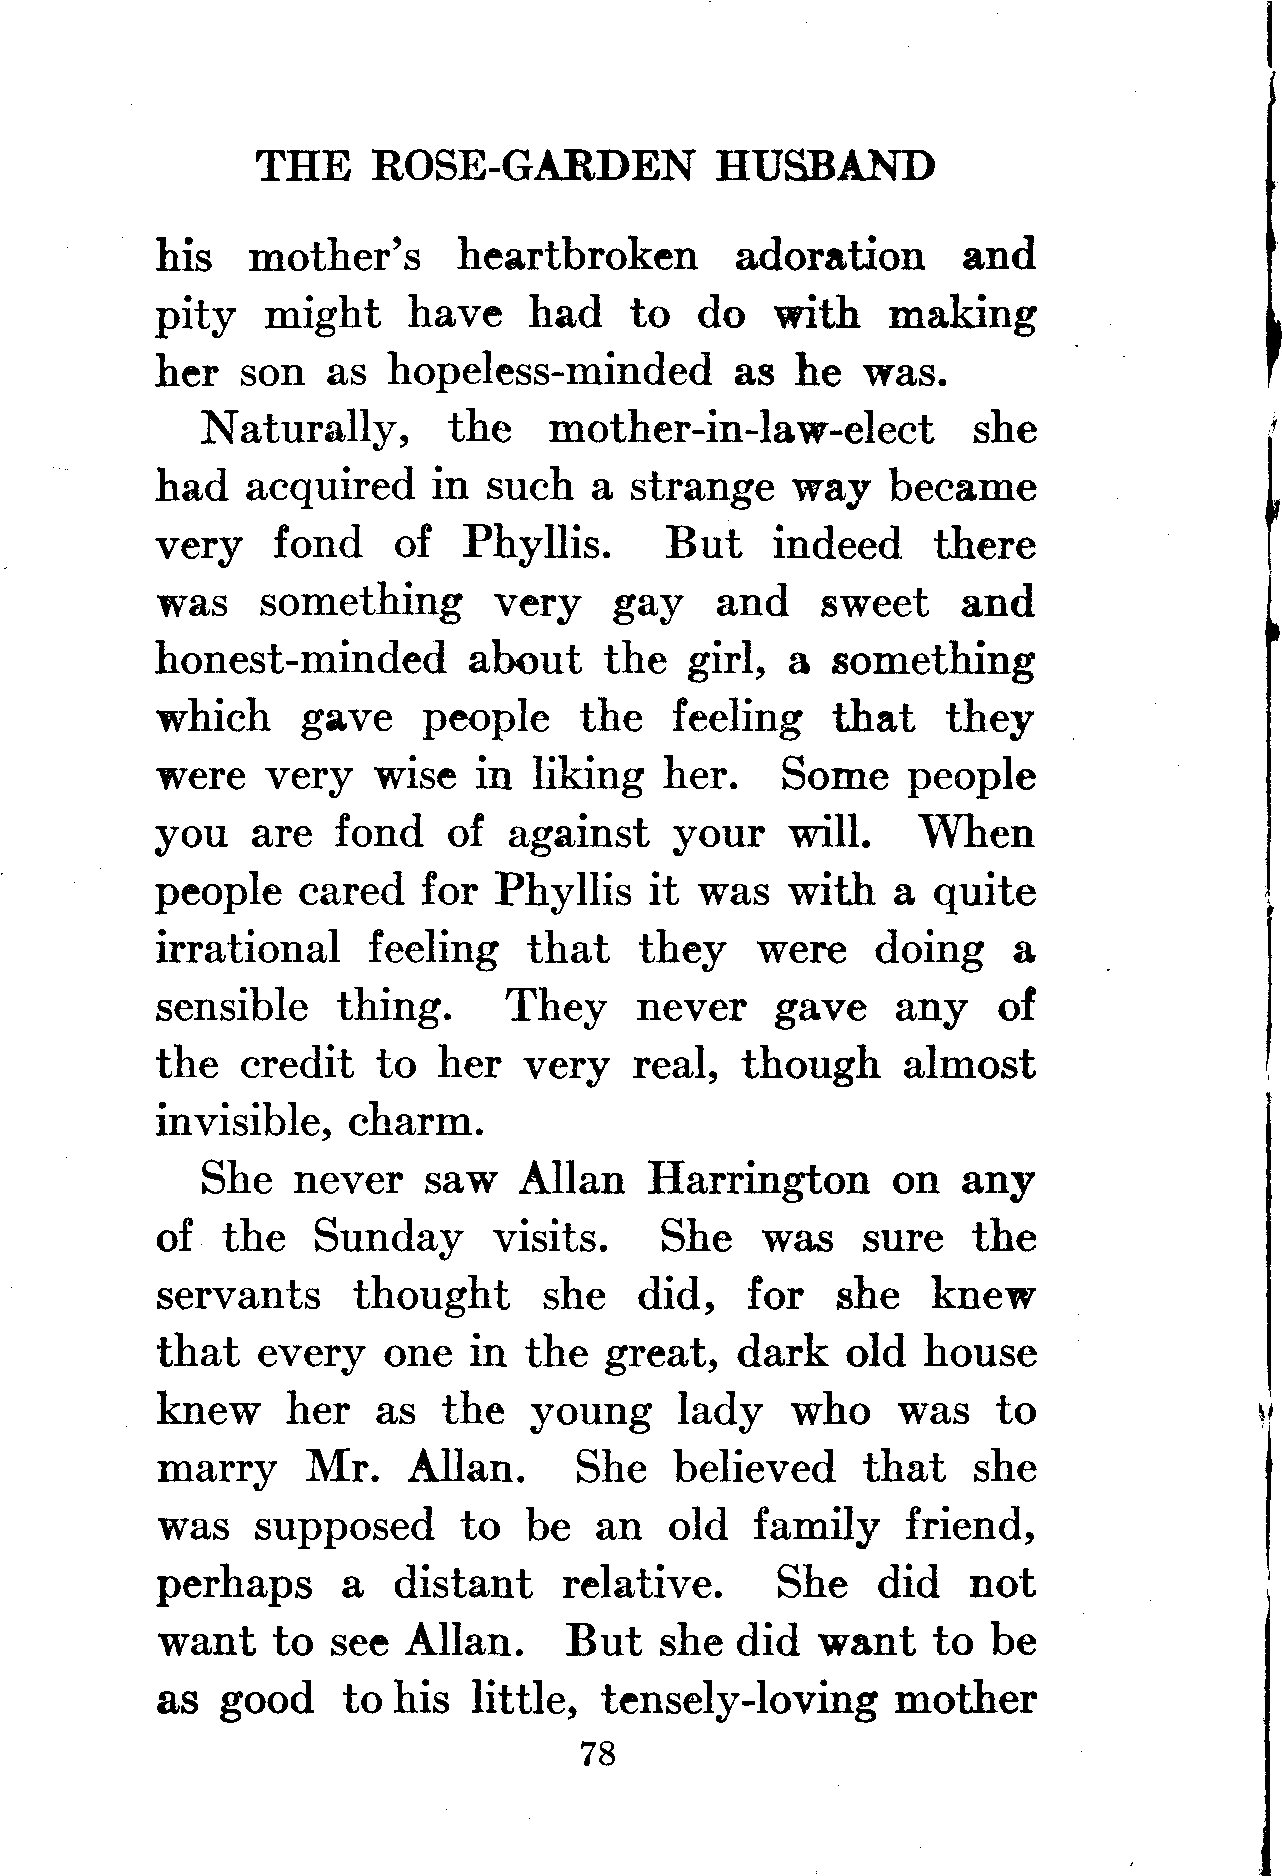 THE ROSE-GARDEN HUSBAND
his mother's heartbroken adoration and
pity might have had to do with making
her son as hopeless-minded as he was.
Naturally, the mother-in-law-elect she
had acquired in such a strange way became
very fond of Phyllis. But indeed there
was something very gay and sweet and
honest-minded about the girl, a something
which gave people the feeling that they
were very wise in liking her. Some people
you are fond of against your will. When
people cared for Phyllis it was with a quite
irrational feeling that they were doing a
sensible thing. They never gave any of
the credit to her very real, though almost
invisible, charm.
She never saw Allan Harrington on any
of the Sunday visits. She was sure the
servants thought she did, for she knew
that every one in the great, dark old house
knew her as the young lady who was to
marry Mr. Allan. She believed that she
was supposed to be an old family friend,
perhaps a distant relative. She did not
want to see Allan. But she did want to be
as good to his little, tensely-loving mother
78